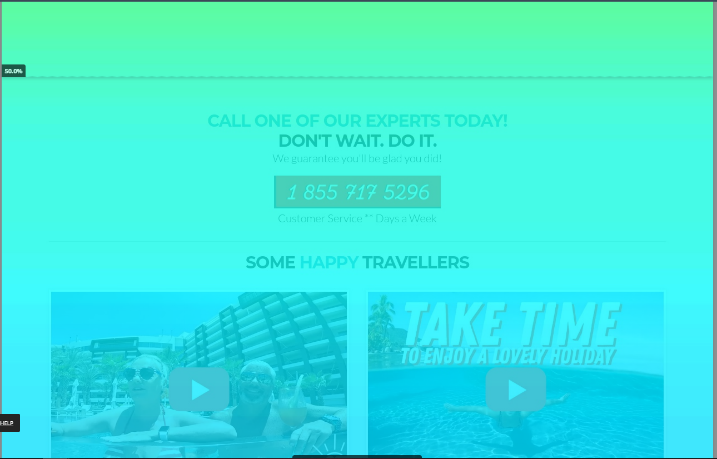 50.0%
CALL ONE OF OUR EXPERTS TODAY!
DON'T WAIT. DO IT.
We guarantee you'll be glad you did!
1 855 717 5296
Customer Service ** Days a Week
SOME HAPPY TRAVELLERS
TAKE TIME
TO ENJOY A LOVELY HOLIDAY
HELP